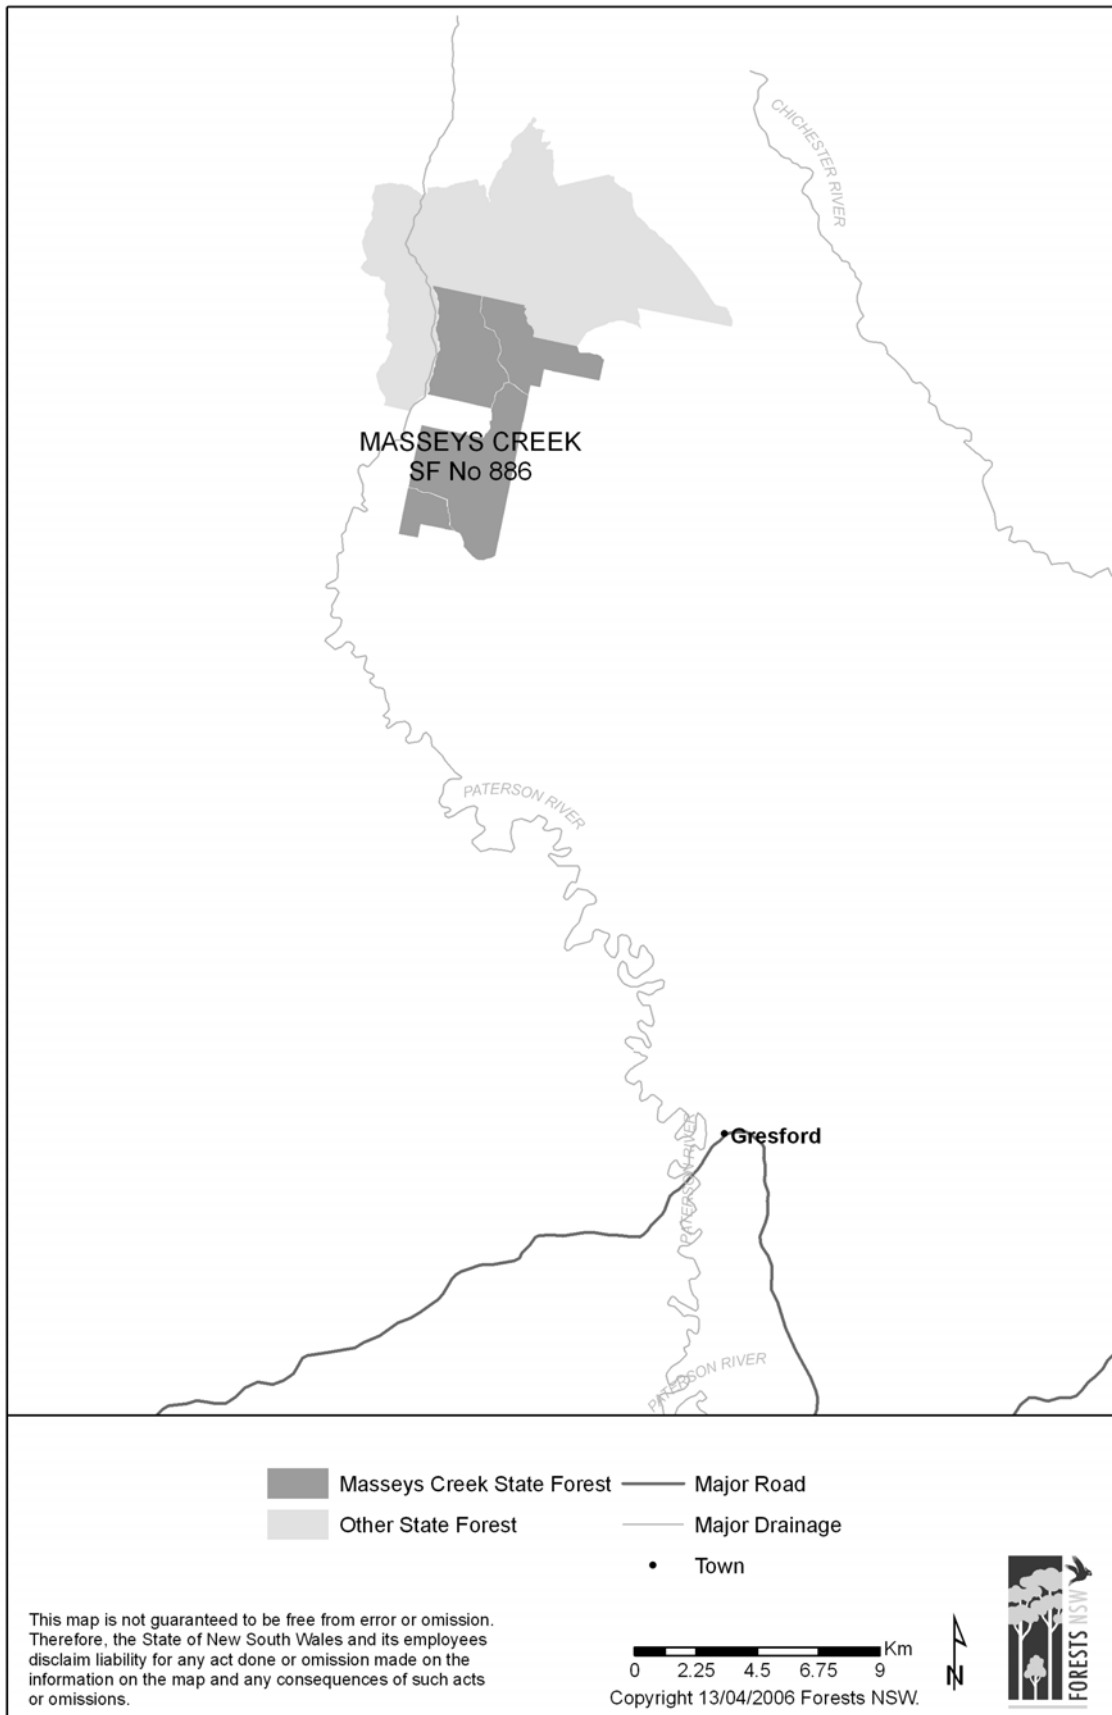 CHICHESTER RIVER
MASSEYS CREEK
SF No 886
PATERSON RIVER
Gresford
PATERSON RIVER
PATERSON RIVER
Masseys Creek State Forest
Major Road
Other State Forest
Major Drainage
Town
This map is not guaranteed to be free from error or omission.
Therefore, the State of New South Wales and its employees
disclaim liability for any act done or omission made on the
information on the map and any consequences of such acts
or omissions.
Km
0 2.25 4.5 6.75 9
Copyright 13/04/2006 Forests NSW.
N
FORESTS NSW